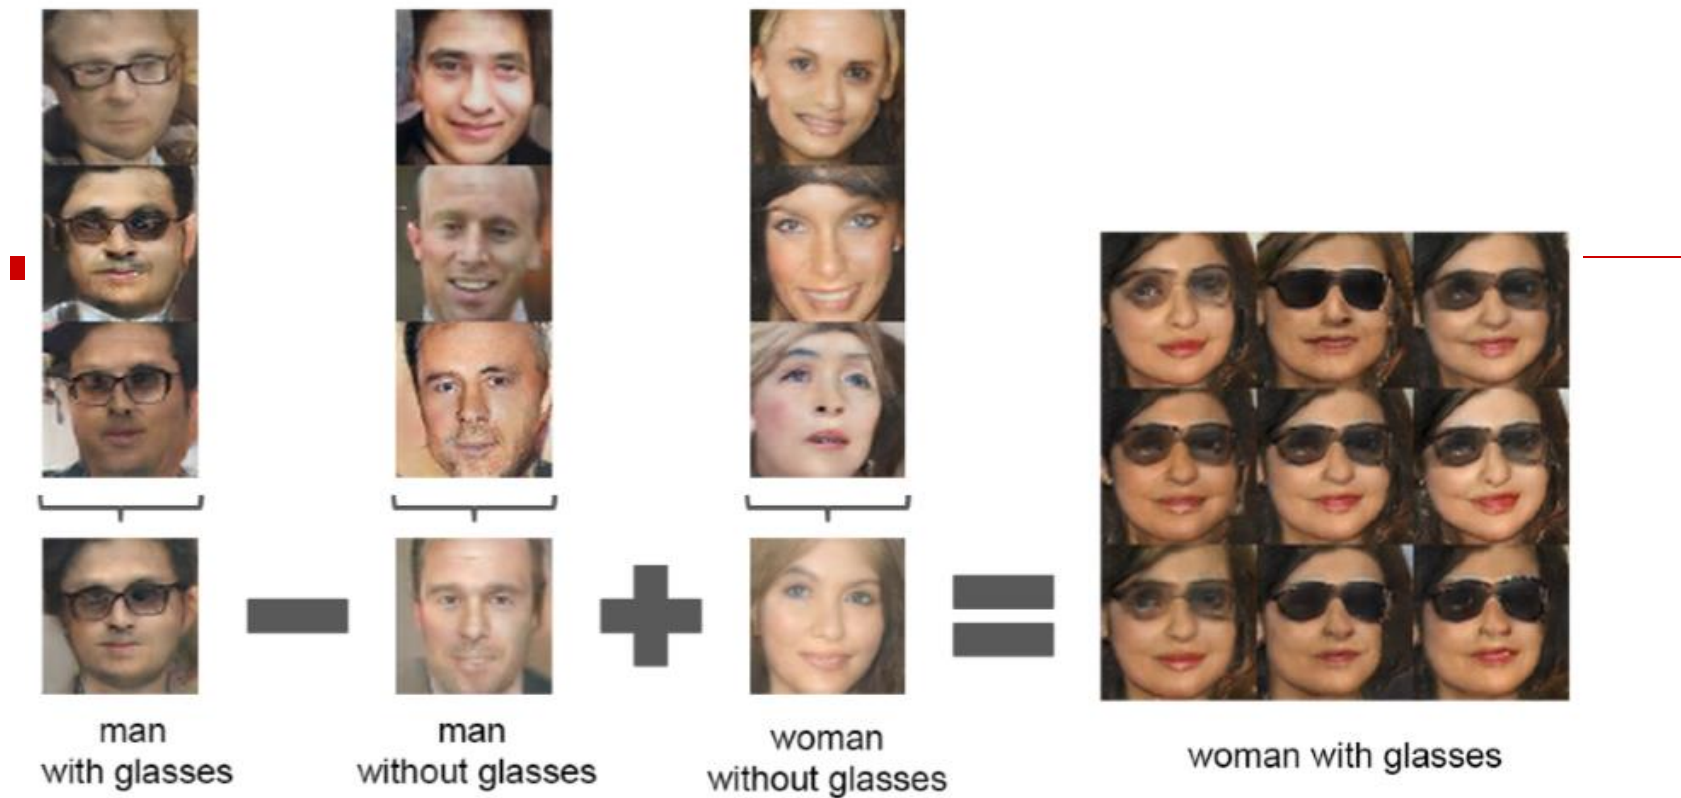 man
with glasses
man
without glasses
woman
without glasses
woman with glasses